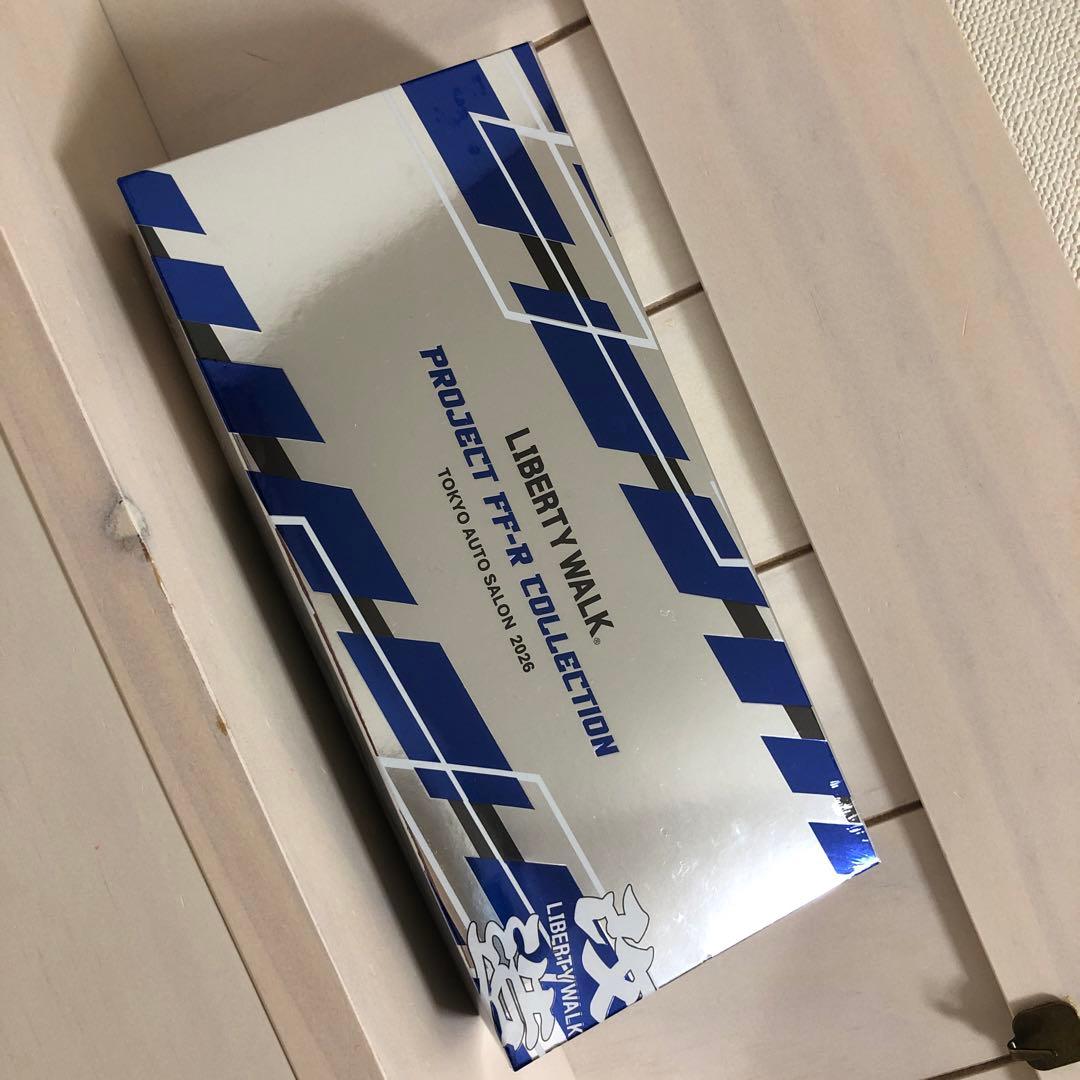 LIBERTY WALK®
PROJECT FF-R COLLECTION
TOKYO AUTO SALON 2026
LIBERTY WALK